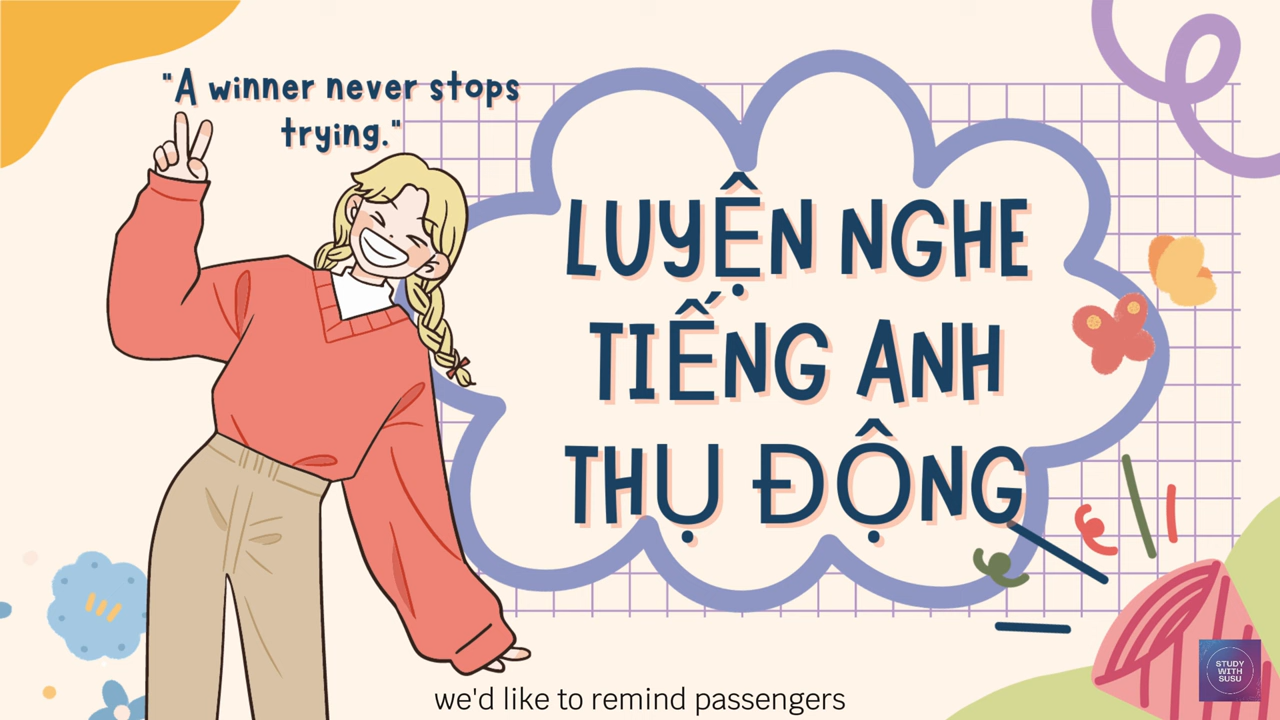 "A winner never stops
trying."
LUYỆN NGHE
TIẾNG ANH
THỤ ĐỘNG
STUDY
WITH
SUSU
we'd like to remind passengers